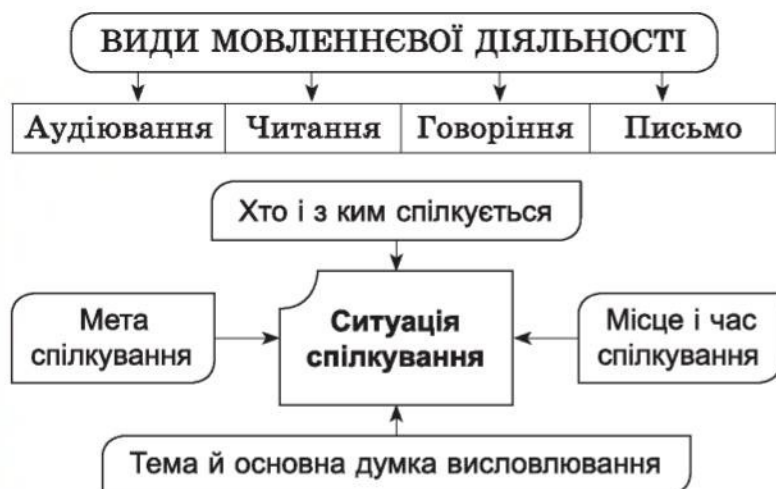 ВИДИ МОВЛЕННЄВОЇ ДІЯЛЬНОСТІ
Аудіювання Читання Говоріння Письмо
Хто і з ким спілкується
Мета
спілкування
Ситуація
спілкування
Місце і час
спілкування
Тема й основна думка висловлювання